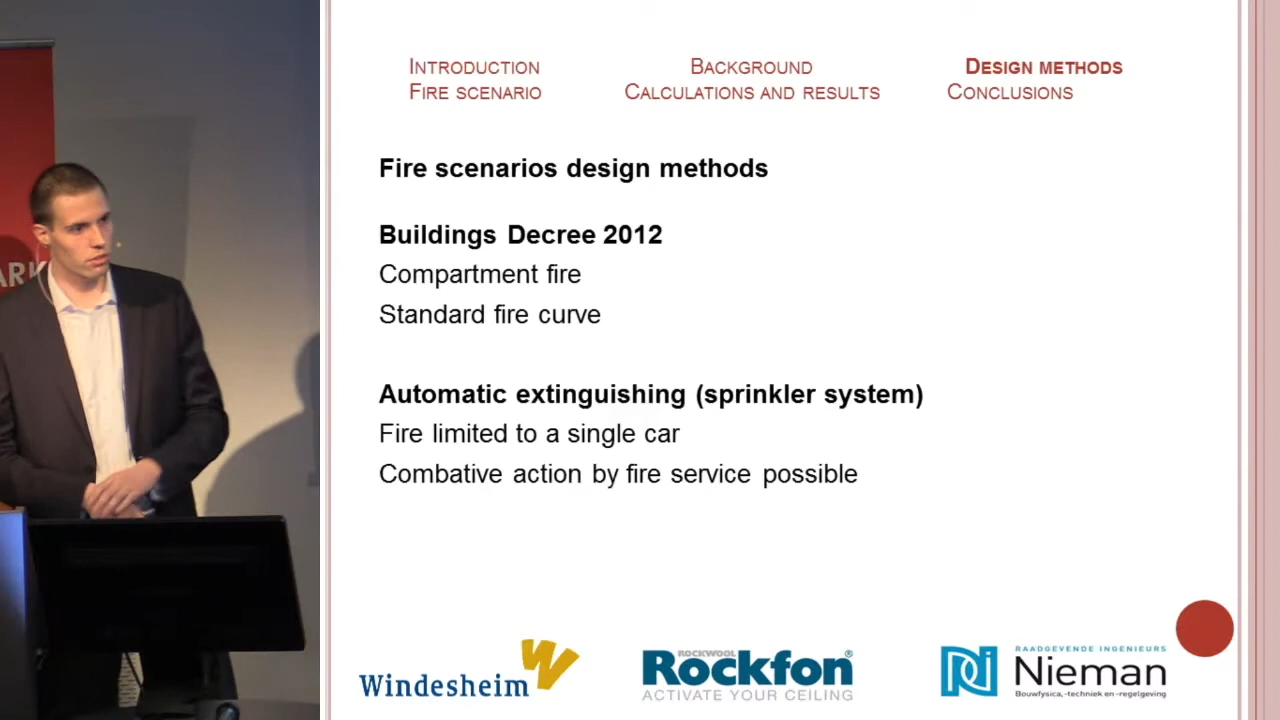 INTRODUCTION BACKGROUND DESIGN METHODS
FIRE SCENARIO CALCULATIONS AND RESULTS CONCLUSIONS
Fire scenarios design methods
Buildings Decree 2012
Compartment fire
Standard fire curve
Automatic extinguishing (sprinkler system)
Fire limited to a single car
Combative action by fire service possible
Windesheim
ROCKWOOL
Rockfon®
ACTIVATE YOUR CEILING
RAADGEVENDE INGENIEURS
Nieman
Bouwfysica, -techniek en -regelgeving
ARK